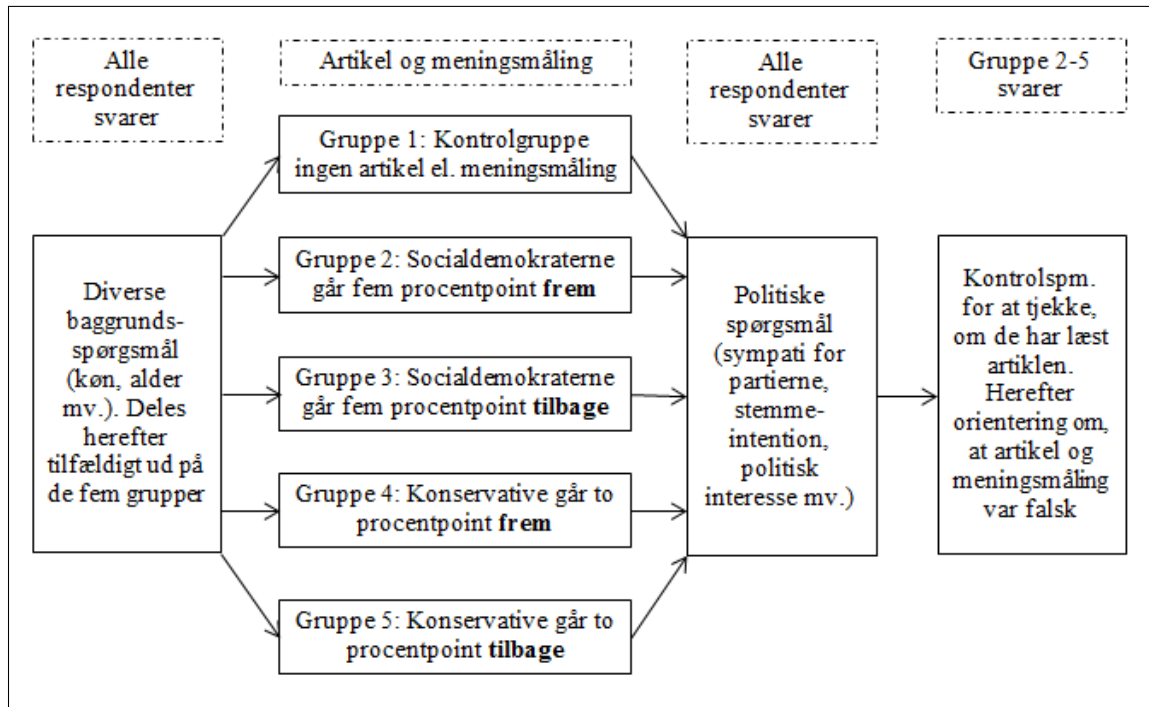 Alle
respondenter
svarer
Artikel og meningsmåling
Alle
respondenter
svarer
Gruppe 2-5
svarer
Diverse
baggrunds-
spørgsmål
(køn, alder
mv.). Deles
herefter
tilfældigt ud på
de fem grupper
Gruppe 1: Kontrolgruppe
ingen artikel el. meningsmåling
Gruppe 2: Socialdemokraterne
går fem procentpoint frem
Gruppe 3: Socialdemokraterne
går fem procentpoint tilbage
Gruppe 4: Konservative går to
procentpoint frem
Gruppe 5: Konservative går to
procentpoint tilbage
Politiske
spørgsmål
(sympati for
partierne,
stemme-
intention,
politisk
interesse mv.)
Kontrolspm.
for at tjekke,
om de har læst
artiklen.
Herefter
orientering om,
at artikel og
meningsmåling
var falsk